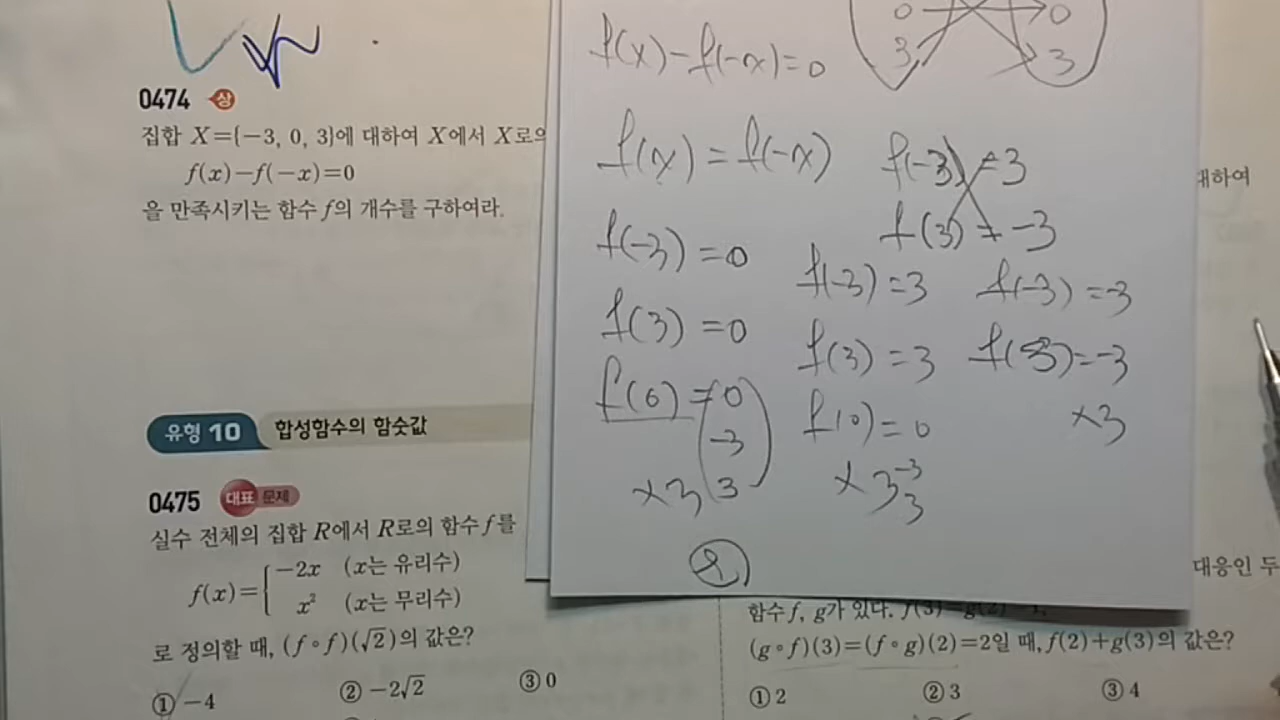 0474 상
집합 X={-3, 0, 3}에 대하여 X에서 X로의
f(x)-f(-x)=0
을 만족시키는 함수 f의 개수를 구하여라.
유형 10 합성함수의 함숫값
0475 대표 문제
실수 전체의 집합 R에서 R로의 함수 f를
f(x)={ -2x (x는 유리수)
x² (x는 무리수)
로 정의할 때, (f∘f)(√2)의 값은?
① -4 ② -2√2 ③ 0
0 0
3 3
f(x)-f(-x)=0
f(x)=f(-x)
f(-3)=3
f(3)=-3
f(-3)=0
f(3)=0
f(0)=0
-3
×3 3
f(-3)=3
f(3)=3
f(0)=0
×3 -3
3
f(-3)=-3
f(3)=-3
×3
9
대하여
대응인 두
함수 f, g가 있다.
(g∘f)(3)=(f∘g)(2)=2일 때, f(2)+g(3)의 값은?
① 2 ② 3 ③ 4